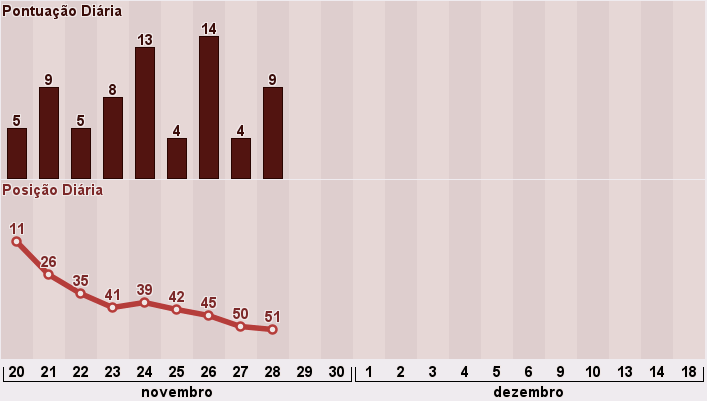 Pontuação Diária
5 9 5 8 13 4 14 4 9
Posição Diária
11 26 35 41 39 42 45 50 51
20 21 22 23 24 25 26 27 28 29 30 1 2 3 4 5 6 9 10 13 14 18
novembro dezembro